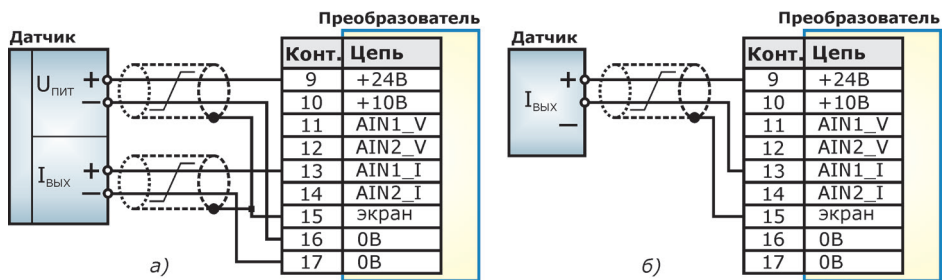 Преобразователь
Датчик
Uпит + −
Iвых + −
Конт. Цепь
9 +24В
10 +10В
11 AIN1_V
12 AIN2_V
13 AIN1_I
14 AIN2_I
15 экран
16 0В
17 0В
а)
Преобразователь
Датчик
Iвых + −
Конт. Цепь
9 +24В
10 +10В
11 AIN1_V
12 AIN2_V
13 AIN1_I
14 AIN2_I
15 экран
16 0В
17 0В
б)